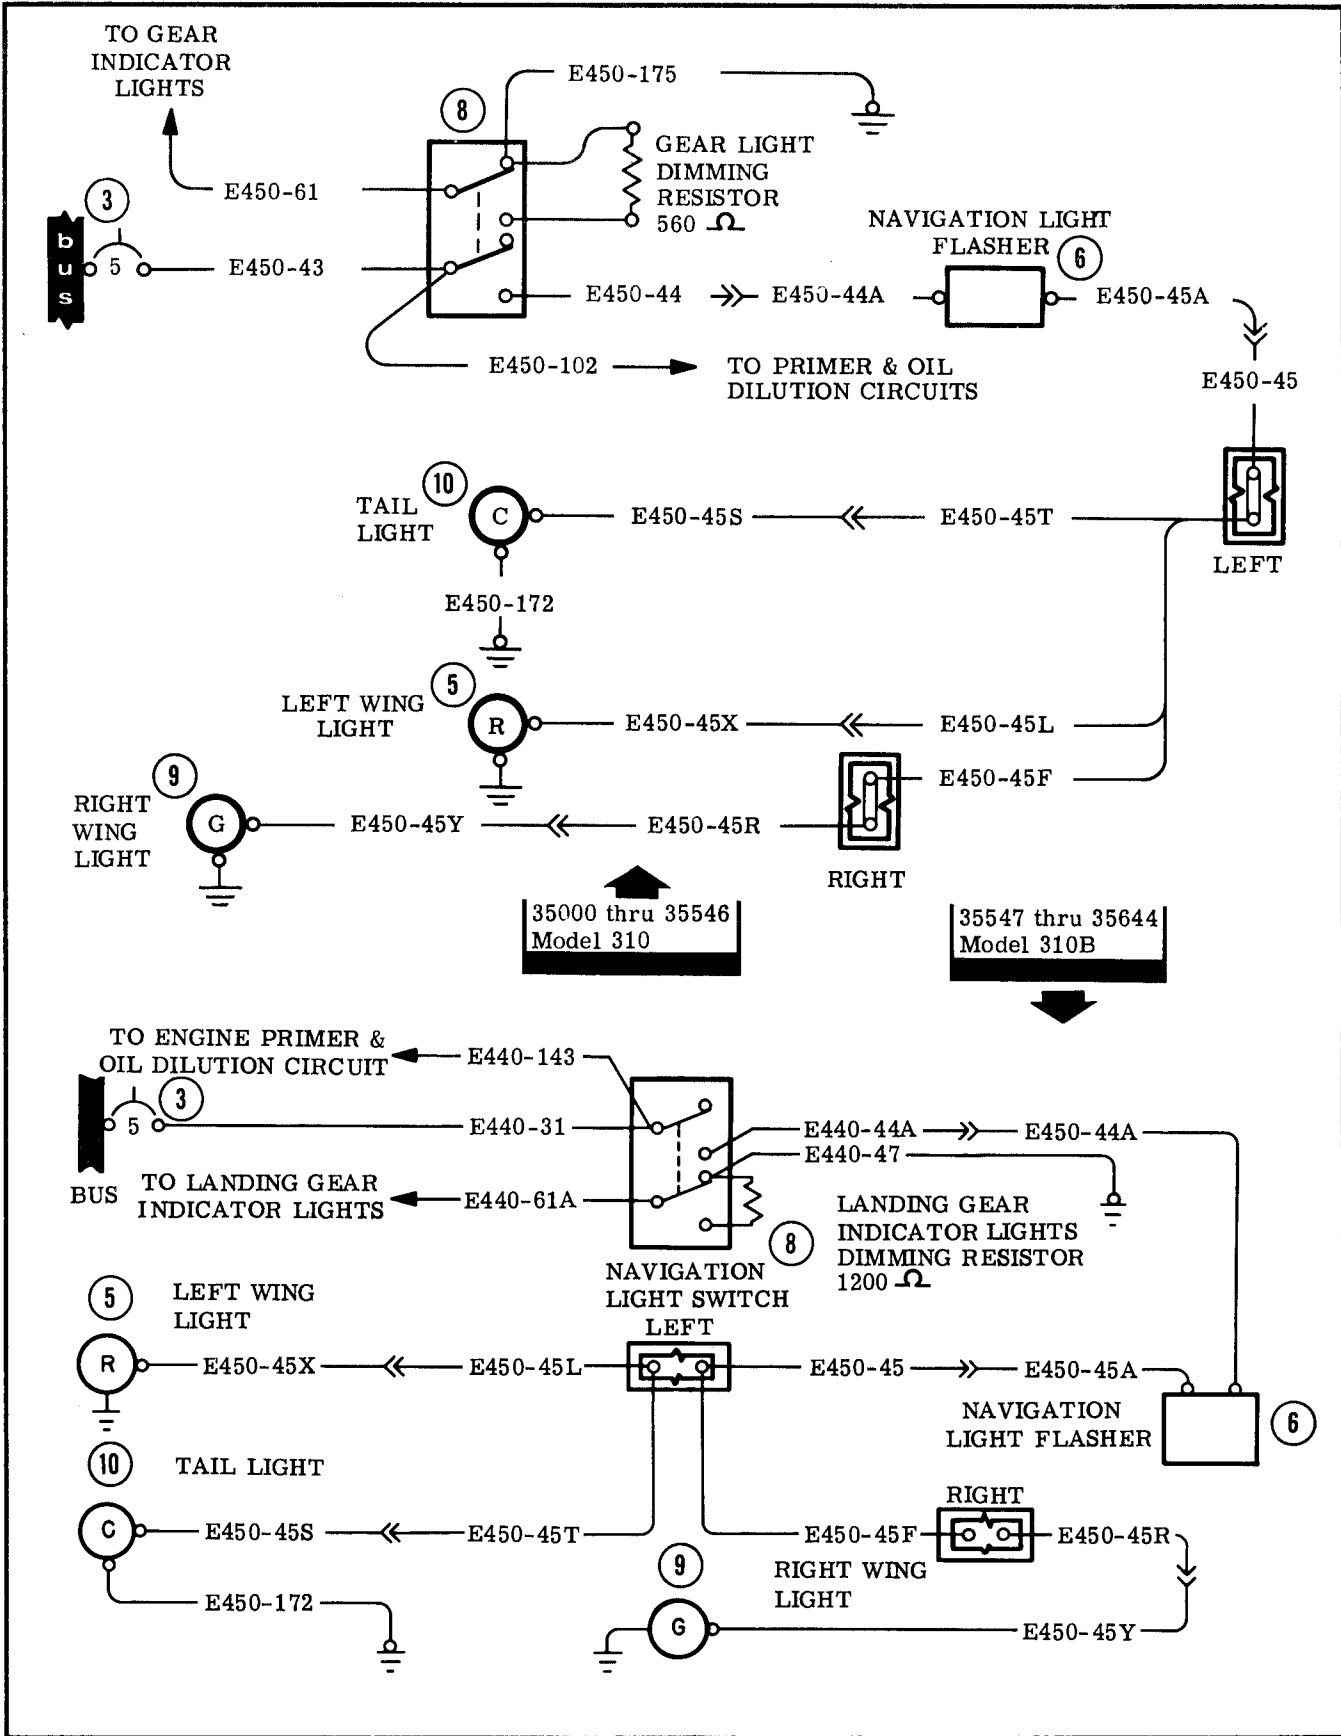 TO GEAR
INDICATOR
LIGHTS
E450-175
8
GEAR LIGHT
DIMMING
RESISTOR
560 Ω
E450-61
3
bus
5
E450-43
NAVIGATION LIGHT
FLASHER
6
E450-44
E450-44A
E450-45A
E450-102
TO PRIMER & OIL
DILUTION CIRCUITS
E450-45
10
TAIL
LIGHT
C
E450-45S
E450-45T
LEFT
E450-172
5
LEFT WING
LIGHT
R
E450-45X
E450-45L
E450-45F
9
RIGHT
WING
LIGHT
G
E450-45Y
E450-45R
RIGHT
35000 thru 35546
Model 310
35547 thru 35644
Model 310B
TO ENGINE PRIMER &
OIL DILUTION CIRCUIT
E440-143
3
5
E440-31
E440-44A
E450-44A
E440-47
BUS
TO LANDING GEAR
INDICATOR LIGHTS
E440-61A
8
LANDING GEAR
INDICATOR LIGHTS
DIMMING RESISTOR
1200 Ω
NAVIGATION
LIGHT SWITCH
LEFT
5
LEFT WING
LIGHT
R
E450-45X
E450-45L
E450-45
E450-45A
NAVIGATION
LIGHT FLASHER
6
10
TAIL LIGHT
C
E450-45S
E450-45T
RIGHT
E450-45F
E450-45R
9
RIGHT WING
LIGHT
E450-172
G
E450-45Y